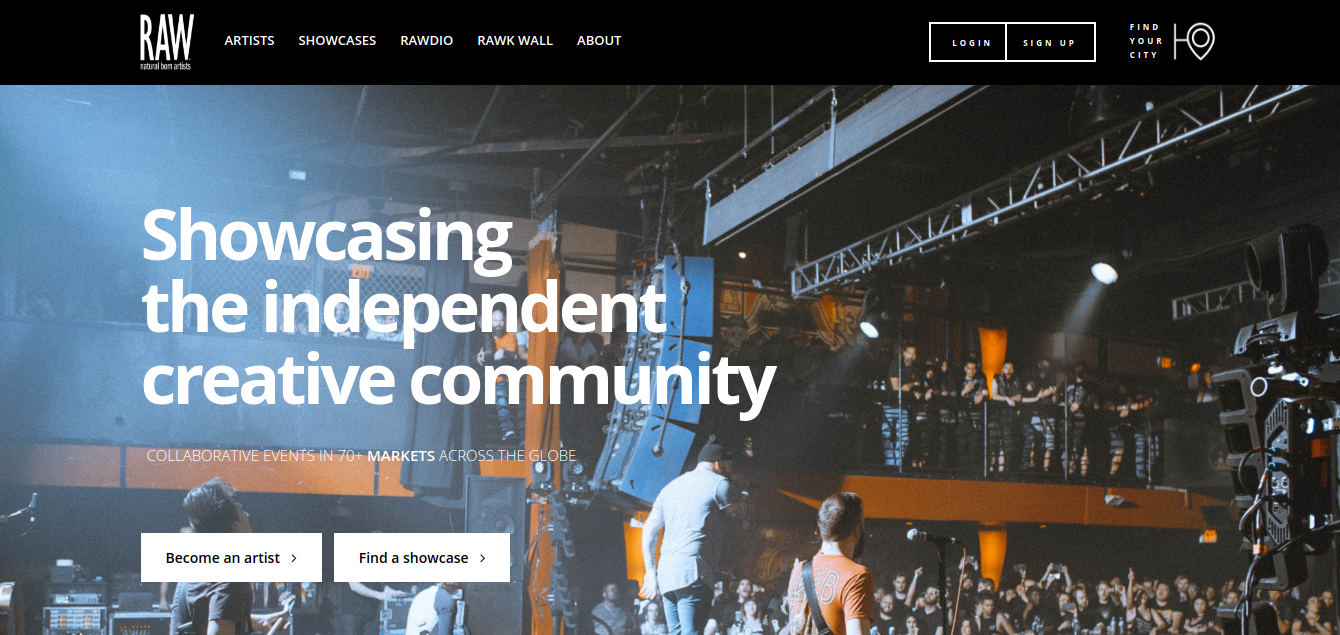 RAW
natural born artists
ARTISTS
SHOWCASES
RAWDIO
RAWK WALL
ABOUT
LOGIN
SIGN UP
FIND
YOUR
CITY
Showcasing
the independent
creative community
COLLABORATIVE EVENTS IN 70+ MARKETS ACROSS THE GLOBE
Become an artist
Find a showcase
EXIT